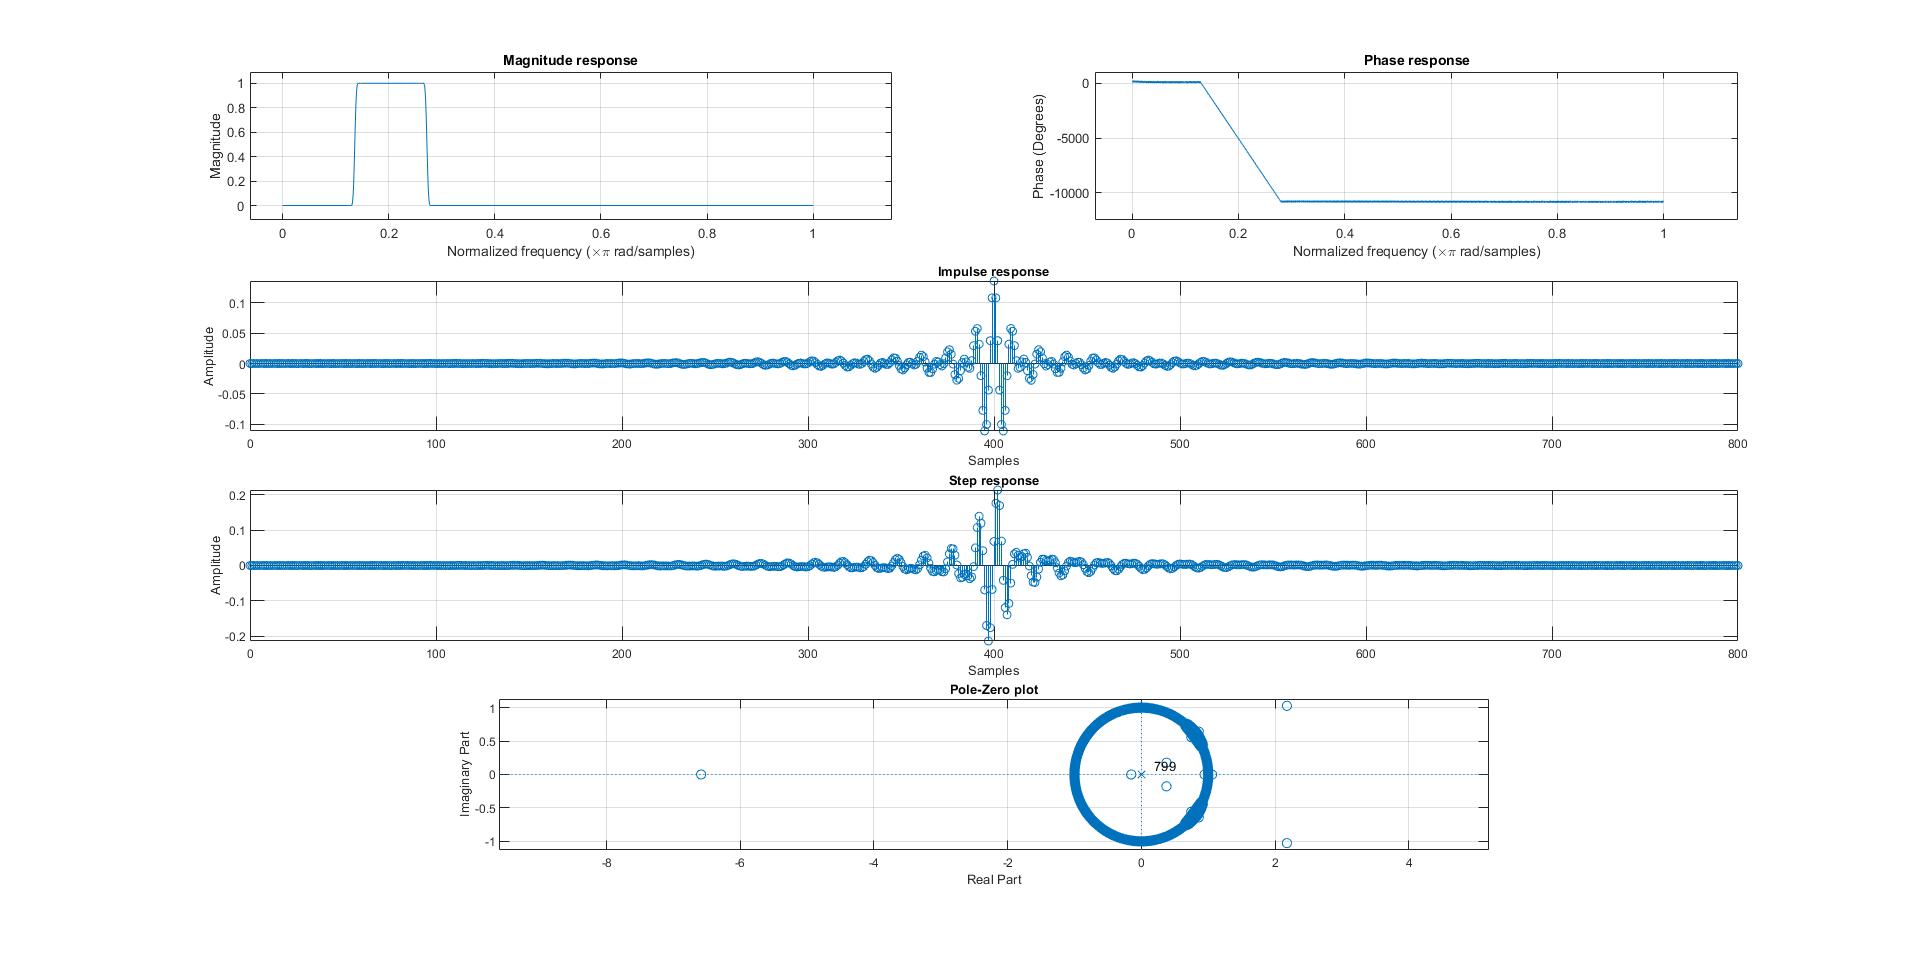 Magnitude response
1
0.8
0.6
0.4
0.2
0
Magnitude
0 0.2 0.4 0.6 0.8 1
Normalized frequency (×π rad/samples)
Phase response
0
-5000
-10000
Phase (Degrees)
0 0.2 0.4 0.6 0.8 1
Normalized frequency (×π rad/samples)
Impulse response
0.1
0.05
0
-0.05
-0.1
Amplitude
0 100 200 300 400 500 600 700 800
Samples
Step response
0.2
0.1
0
-0.1
-0.2
Amplitude
0 100 200 300 400 500 600 700 800
Samples
Pole-Zero plot
1
0.5
0
-0.5
-1
Imaginary Part
799
-8 -6 -4 -2 0 2 4
Real Part